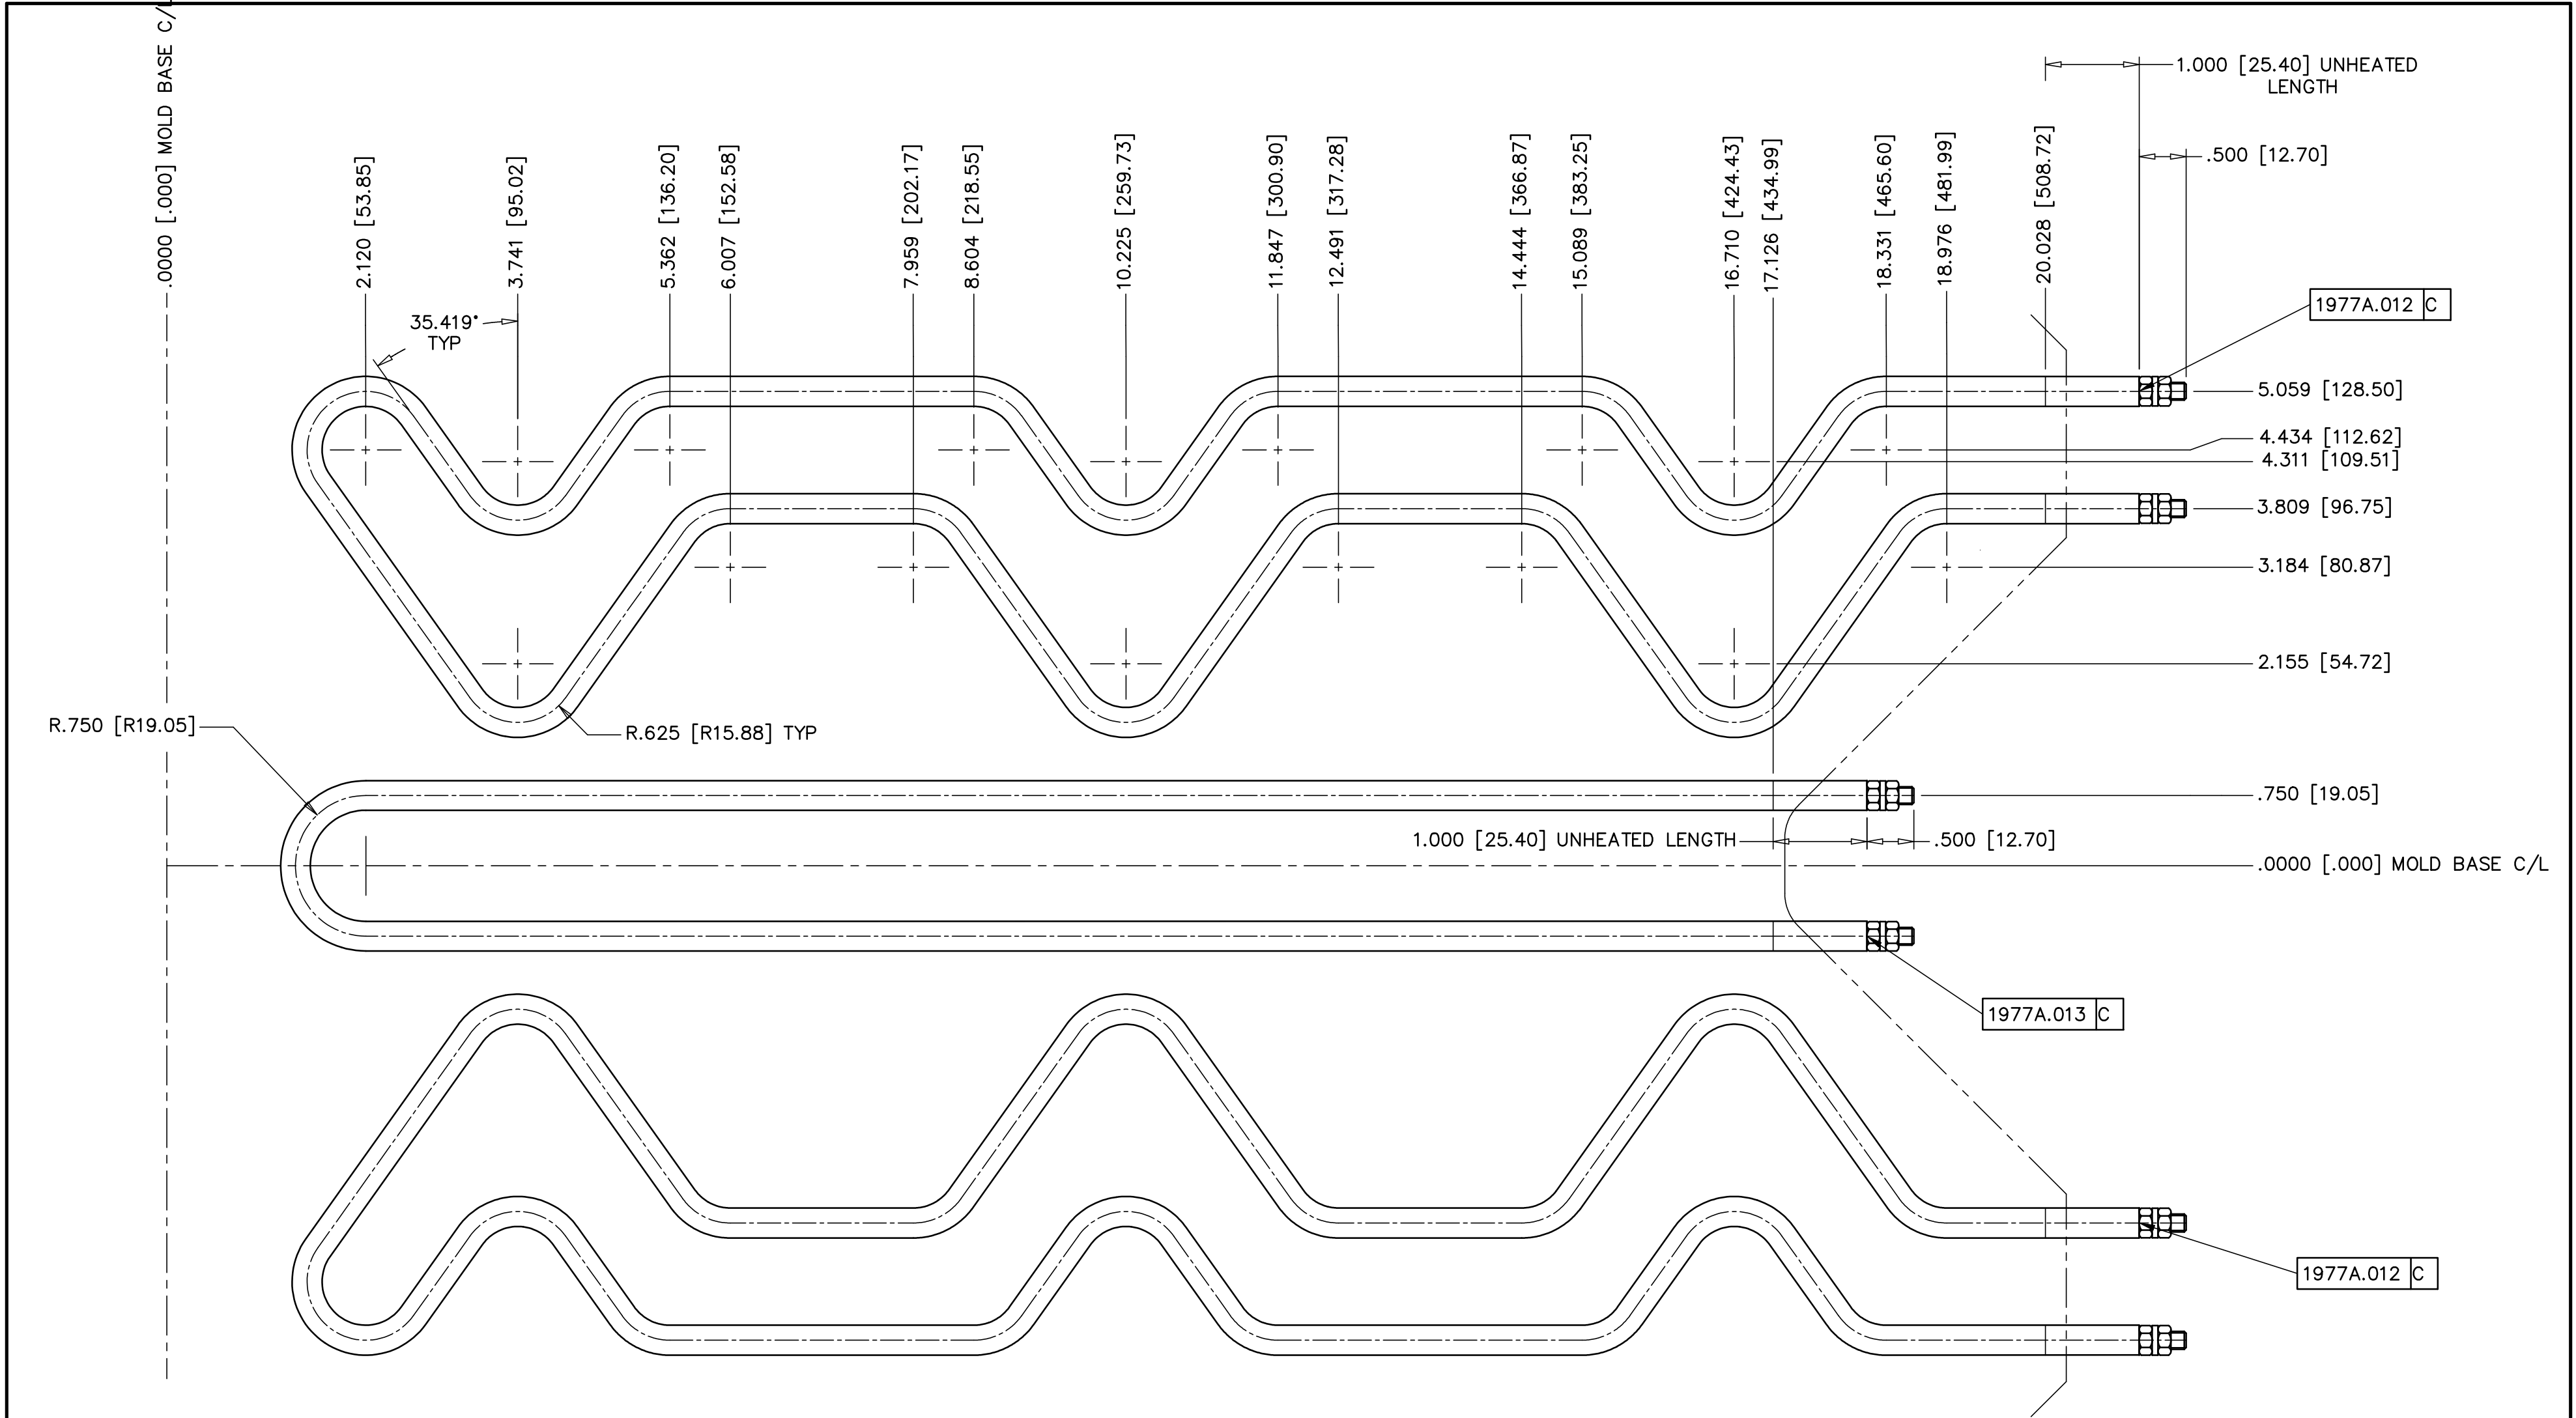 .0000 [.000] MOLD BASE C/L
1.000 [25.40] UNHEATED
LENGTH
.500 [12.70]
2.120 [53.85]
3.741 [95.02]
5.362 [136.20]
6.007 [152.58]
7.959 [202.17]
8.604 [218.55]
10.225 [259.73]
11.847 [300.90]
12.491 [317.28]
14.444 [366.87]
15.089 [383.25]
16.710 [424.43]
17.126 [434.99]
18.331 [465.60]
18.976 [481.99]
20.028 [508.72]
35.419°
TYP
1977A.012 C
5.059 [128.50]
4.434 [112.62]
4.311 [109.51]
3.809 [96.75]
3.184 [80.87]
2.155 [54.72]
R.750 [R19.05]
R.625 [R15.88] TYP
.750 [19.05]
1.000 [25.40] UNHEATED LENGTH
.500 [12.70]
.0000 [.000] MOLD BASE C/L
1977A.013 C
1977A.012 C